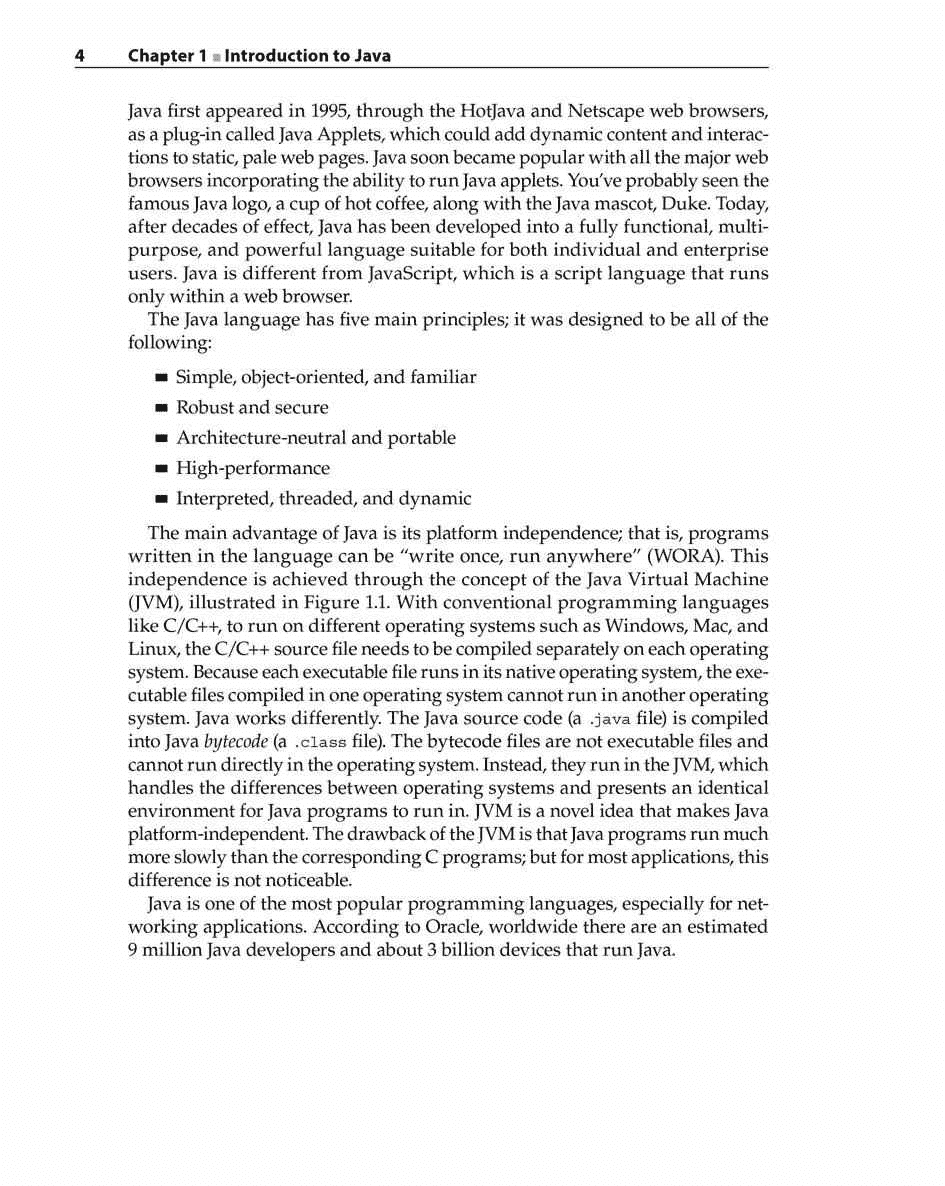 4 Chapter 1 ■ Introduction to Java
Java first appeared in 1995, through the HotJava and Netscape web browsers,
as a plug-in called Java Applets, which could add dynamic content and interac-
tions to static, pale web pages. Java soon became popular with all the major web
browsers incorporating the ability to run Java applets. You've probably seen the
famous Java logo, a cup of hot coffee, along with the Java mascot, Duke. Today,
after decades of effect, Java has been developed into a fully functional, multi-
purpose, and powerful language suitable for both individual and enterprise
users. Java is different from JavaScript, which is a script language that runs
only within a web browser.
The Java language has five main principles; it was designed to be all of the
following:
■ Simple, object-oriented, and familiar
■ Robust and secure
■ Architecture-neutral and portable
■ High-performance
■ Interpreted, threaded, and dynamic
The main advantage of Java is its platform independence; that is, programs
written in the language can be "write once, run anywhere" (WORA). This
independence is achieved through the concept of the Java Virtual Machine
(JVM), illustrated in Figure 1.1. With conventional programming languages
like C/C++, to run on different operating systems such as Windows, Mac, and
Linux, the C/C++ source file needs to be compiled separately on each operating
system. Because each executable file runs in its native operating system, the exe-
cutable files compiled in one operating system cannot run in another operating
system. Java works differently. The Java source code (a .java file) is compiled
into Java bytecode (a .class file). The bytecode files are not executable files and
cannot run directly in the operating system. Instead, they run in the JVM, which
handles the differences between operating systems and presents an identical
environment for Java programs to run in. JVM is a novel idea that makes Java
platform-independent. The drawback of the JVM is that Java programs run much
more slowly than the corresponding C programs; but for most applications, this
difference is not noticeable.
Java is one of the most popular programming languages, especially for net-
working applications. According to Oracle, worldwide there are an estimated
9 million Java developers and about 3 billion devices that run Java.